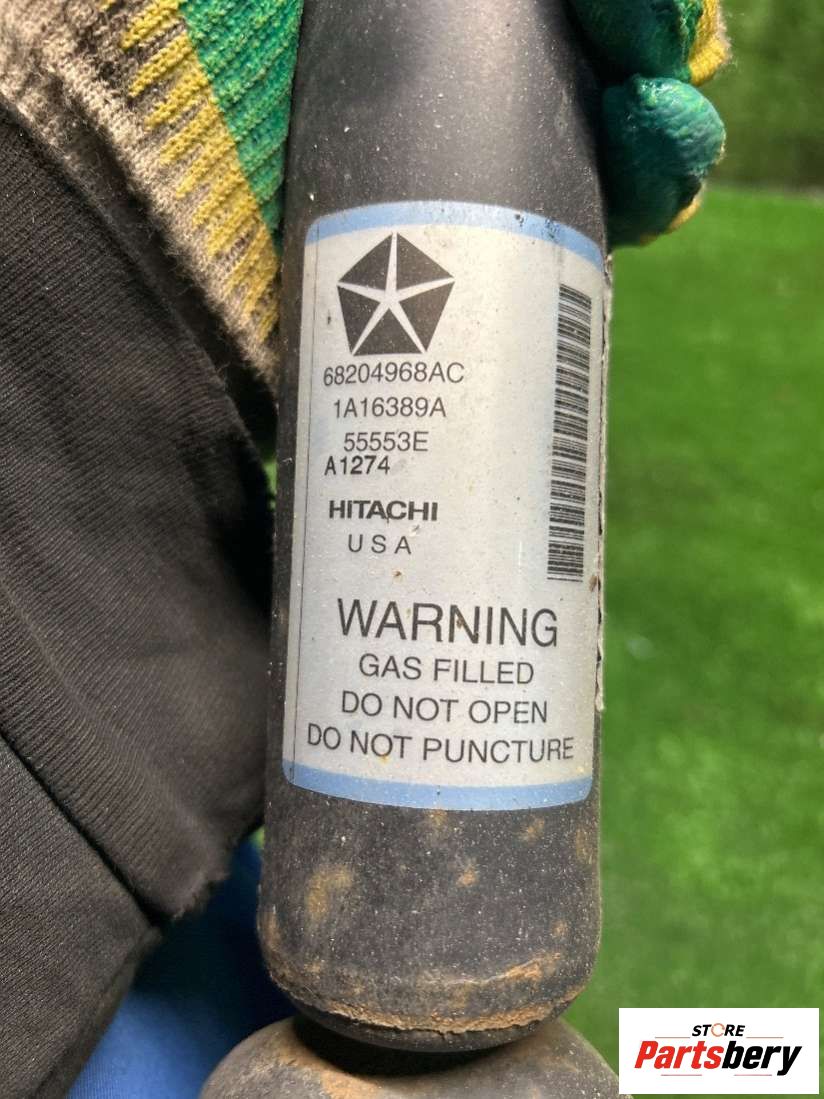 68204968AC
1A16389A
55553E
A1274
HITACHI
USA
WARNING
GAS FILLED
DO NOT OPEN
DO NOT PUNCTURE
STORE
Partsbery